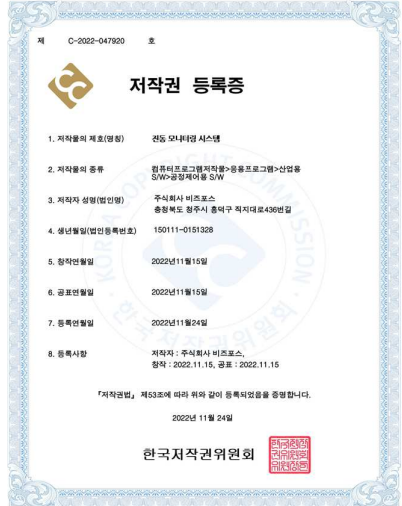 제 C-2022-047920 호
저작권 등록증
1. 저작물의 제호(명칭) 진동 모니터링 시스템
2. 저작물의 종류 컴퓨터프로그램저작물>응용프로그램>산업용
S/W>공정제어용 S/W
3. 저작자 성명(법인명) 주식회사 비즈포스
충청북도 청주시 흥덕구 직지대로436번길
4. 생년월일(법인등록번호) 150111-0151328
5. 창작연월일 2022년11월15일
6. 공표연월일 2022년11월15일
7. 등록연월일 2022년11월24일
8. 등록사항 저작자 : 주식회사 비즈포스,
창작 : 2022.11.15, 공표 : 2022.11.15
『저작권법』 제53조에 따라 위와 같이 등록되었음을 증명합니다.
2022년 11월 24일
한국저작권위원회
KOREA COPYRIGHT COMMISSION
한국저작권위원회